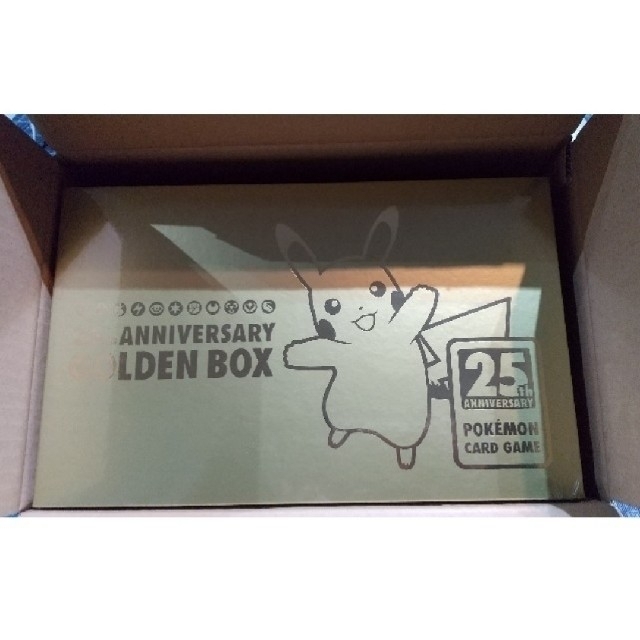 ANNIVERSARY
OLDEN BOX
25th
ANNIVERSARY
POKÉMON
CARD GAME